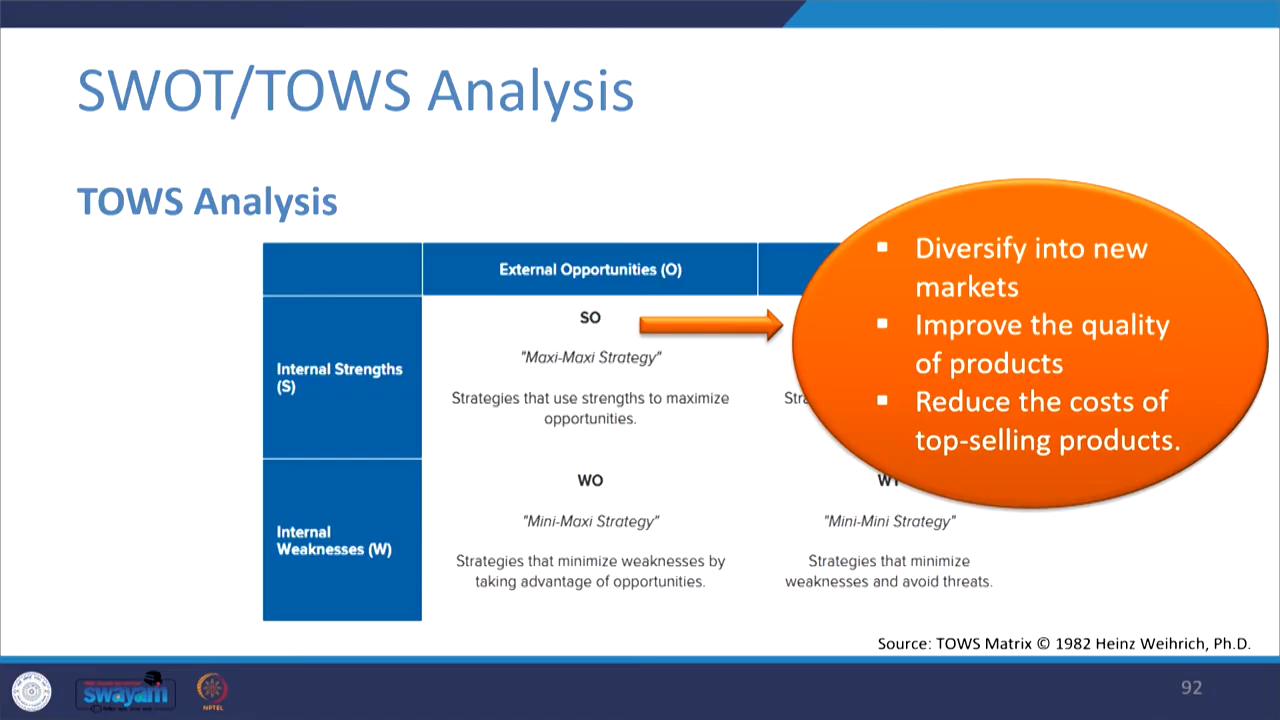 SWOT/TOWS Analysis
TOWS Analysis
External Opportunities (O)
Internal Strengths
(S)
SO
"Maxi-Maxi Strategy"
Strategies that use strengths to maximize
opportunities.
Diversify into new
markets
Improve the quality
of products
Reduce the costs of
top-selling products.
Internal
Weaknesses (W)
WO
"Mini-Maxi Strategy"
Strategies that minimize weaknesses by
taking advantage of opportunities.
"Mini-Mini Strategy"
Strategies that minimize
weaknesses and avoid threats.
Source: TOWS Matrix © 1982 Heinz Weihrich, Ph.D.
swayam
NPTEL
92